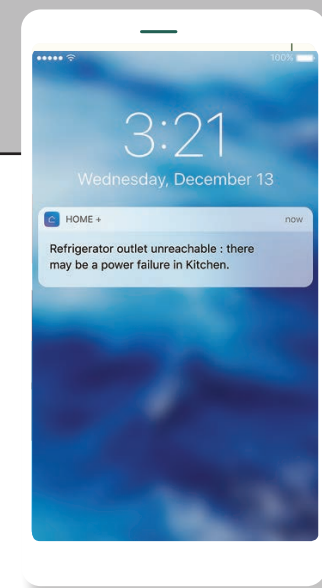 100%
3:21
Wednesday, December 13
C HOME + now
Refrigerator outlet unreachable : there
may be a power failure in Kitchen.